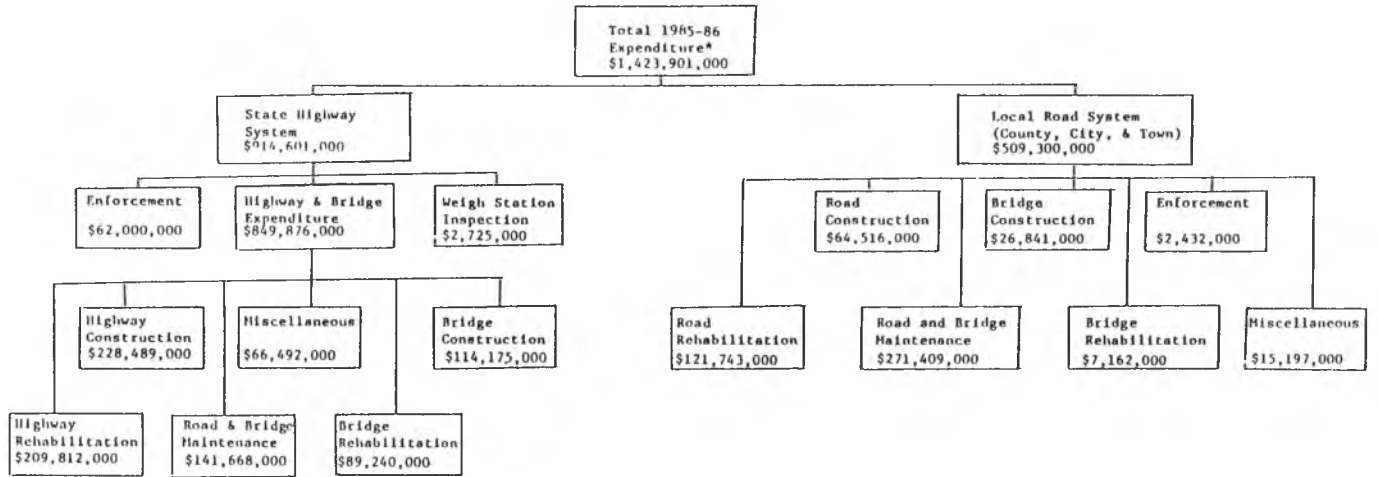 Total 1985-86
Expenditure*
$1,423,901,000
State Highway
System
$914,601,000
Local Road System
(County, City, & Town)
$509,300,000
Enforcement
$62,000,000
Highway & Bridge
Expenditure
$849,876,000
Weigh Station
Inspection
$2,725,000
Road
Construction
$64,516,000
Bridge
Construction
$26,841,000
Enforcement
$2,432,000
Highway
Construction
$228,489,000
Miscellaneous
$66,492,000
Bridge
Construction
$114,175,000
Road
Rehabilitation
$121,743,000
Road and Bridge
Maintenance
$271,409,000
Bridge
Rehabilitation
$7,162,000
Miscellaneous
$15,197,000
Highway
Rehabilitation
$209,812,000
Road & Bridge
Maintenance
$141,668,000
Bridge
Rehabilitation
$89,240,000